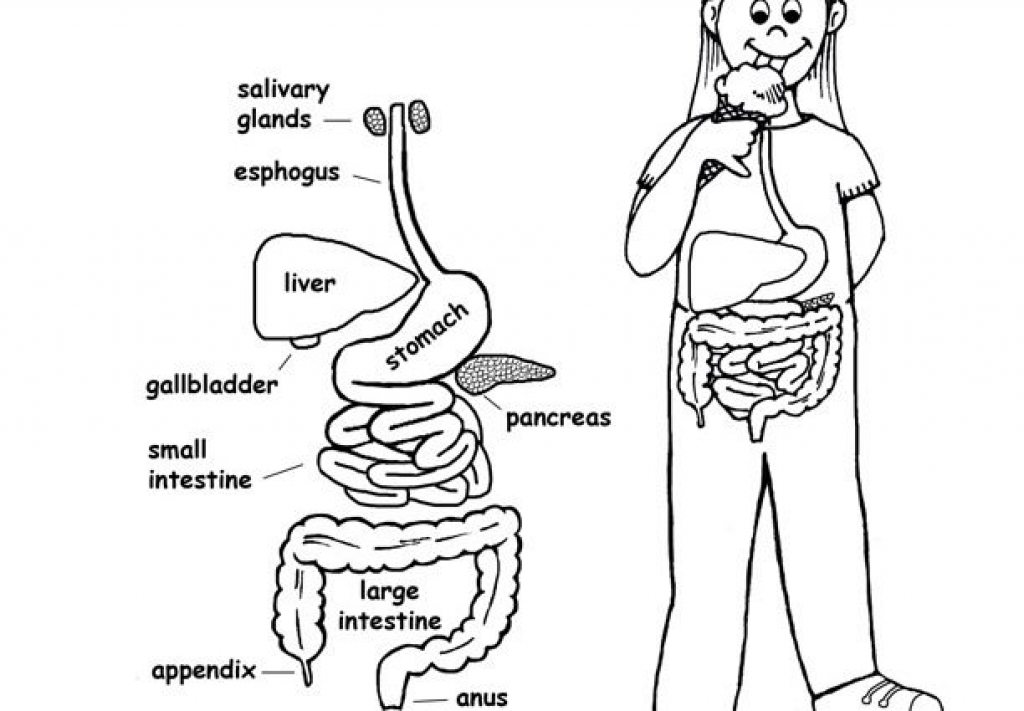 salivary
glands
esphogus
liver
stomach
gallbladder
pancreas
small
intestine
large
intestine
appendix
anus